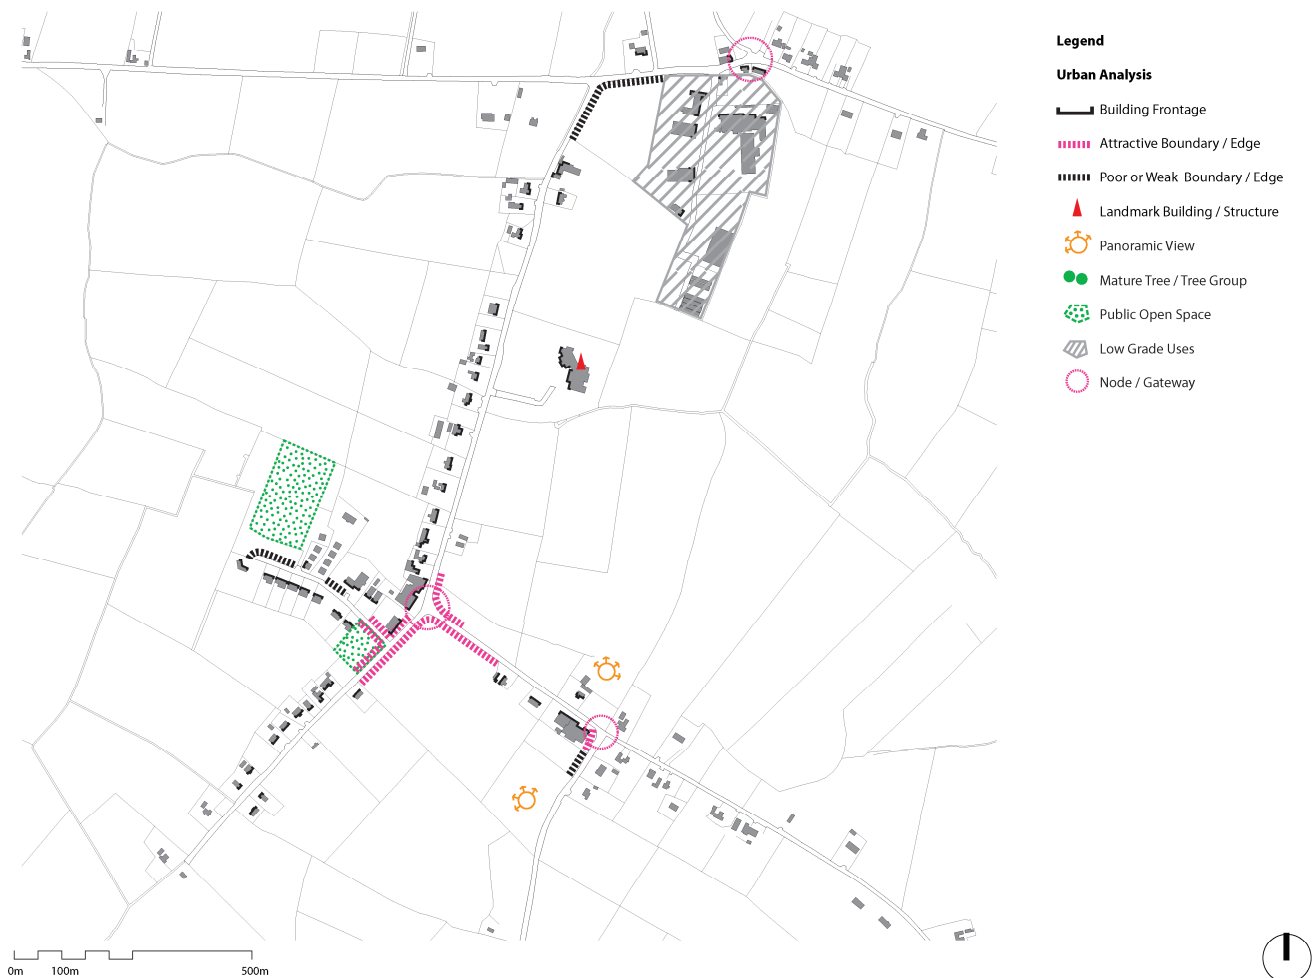 Legend
Urban Analysis
Building Frontage
Attractive Boundary / Edge
Poor or Weak Boundary / Edge
Landmark Building / Structure
Panoramic View
Mature Tree / Tree Group
Public Open Space
Low Grade Uses
Node / Gateway
0m 100m 500m